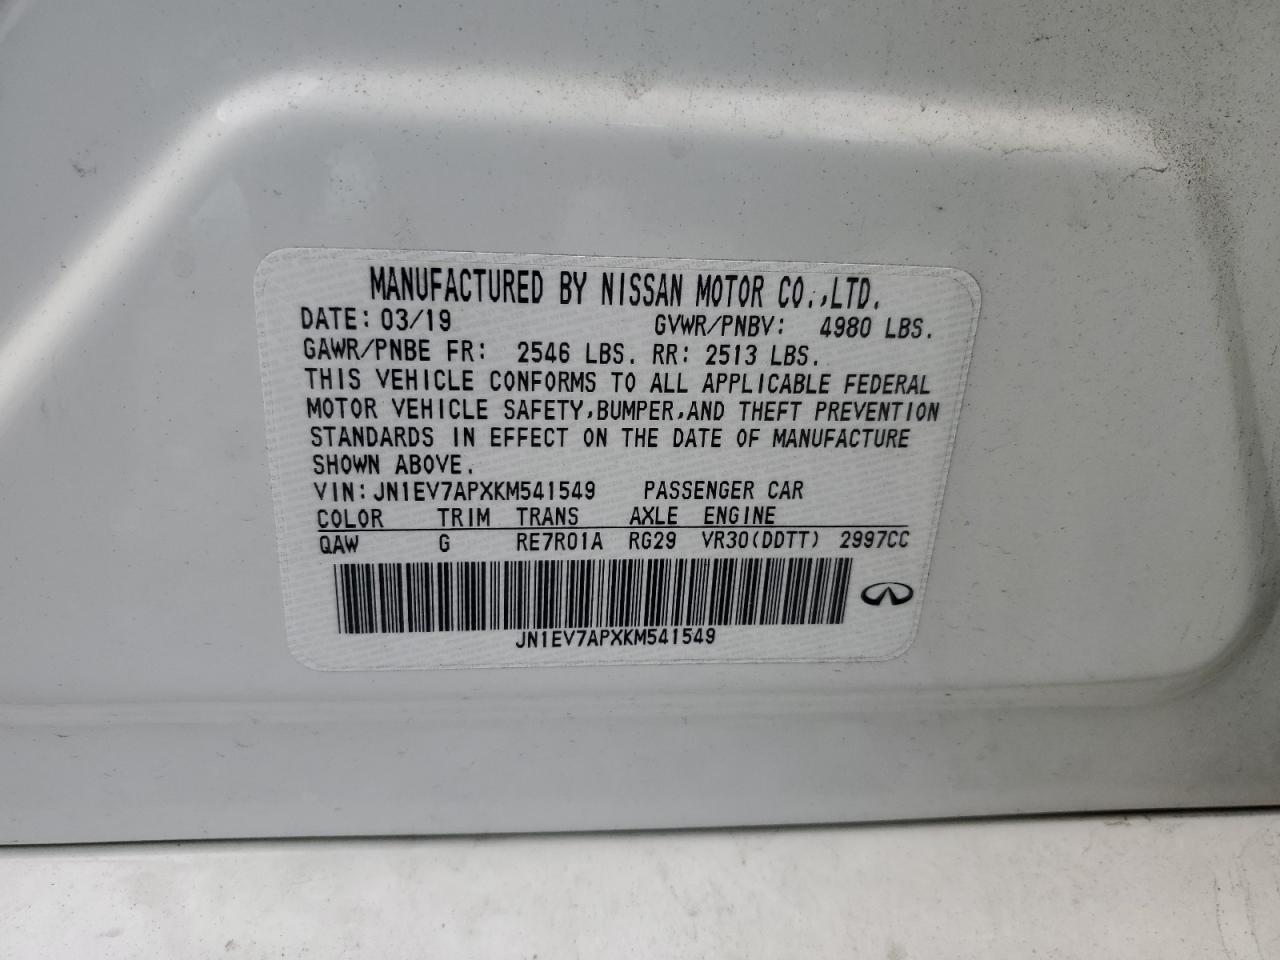 MANUFACTURED BY NISSAN MOTOR CO.,LTD.
DATE: 03/19 GVWR/PNBV: 4980 LBS.
GAWR/PNBE FR: 2546 LBS. RR: 2513 LBS.
THIS VEHICLE CONFORMS TO ALL APPLICABLE FEDERAL
MOTOR VEHICLE SAFETY,BUMPER,AND THEFT PREVENTION
STANDARDS IN EFFECT ON THE DATE OF MANUFACTURE
SHOWN ABOVE.
VIN: JN1EV7APXKM541549 PASSENGER CAR
COLOR TRIM TRANS AXLE ENGINE
QAW G RE7R01A RG29 VR30(DDTT) 2997CC
JN1EV7APXKM541549